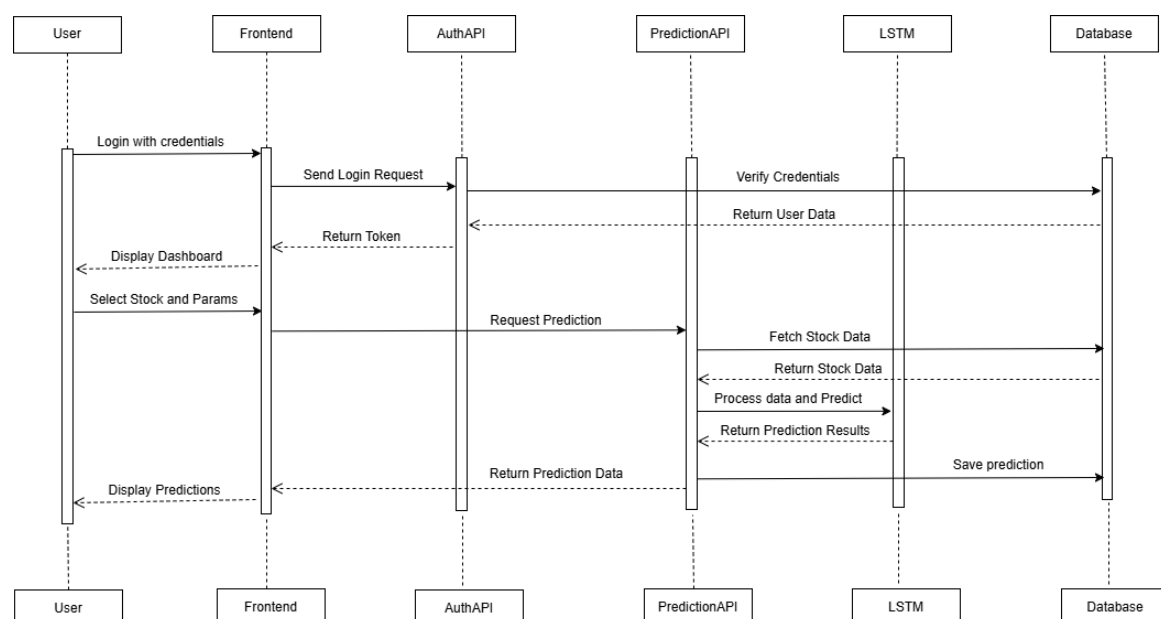 User
Frontend
AuthAPI
PredictionAPI
LSTM
Database
Login with credentials
Send Login Request
Verify Credentials
Return User Data
Return Token
Display Dashboard
Select Stock and Params
Request Prediction
Fetch Stock Data
Return Stock Data
Process data and Predict
Return Prediction Results
Save prediction
Return Prediction Data
Display Predictions
User
Frontend
AuthAPI
PredictionAPI
LSTM
Database